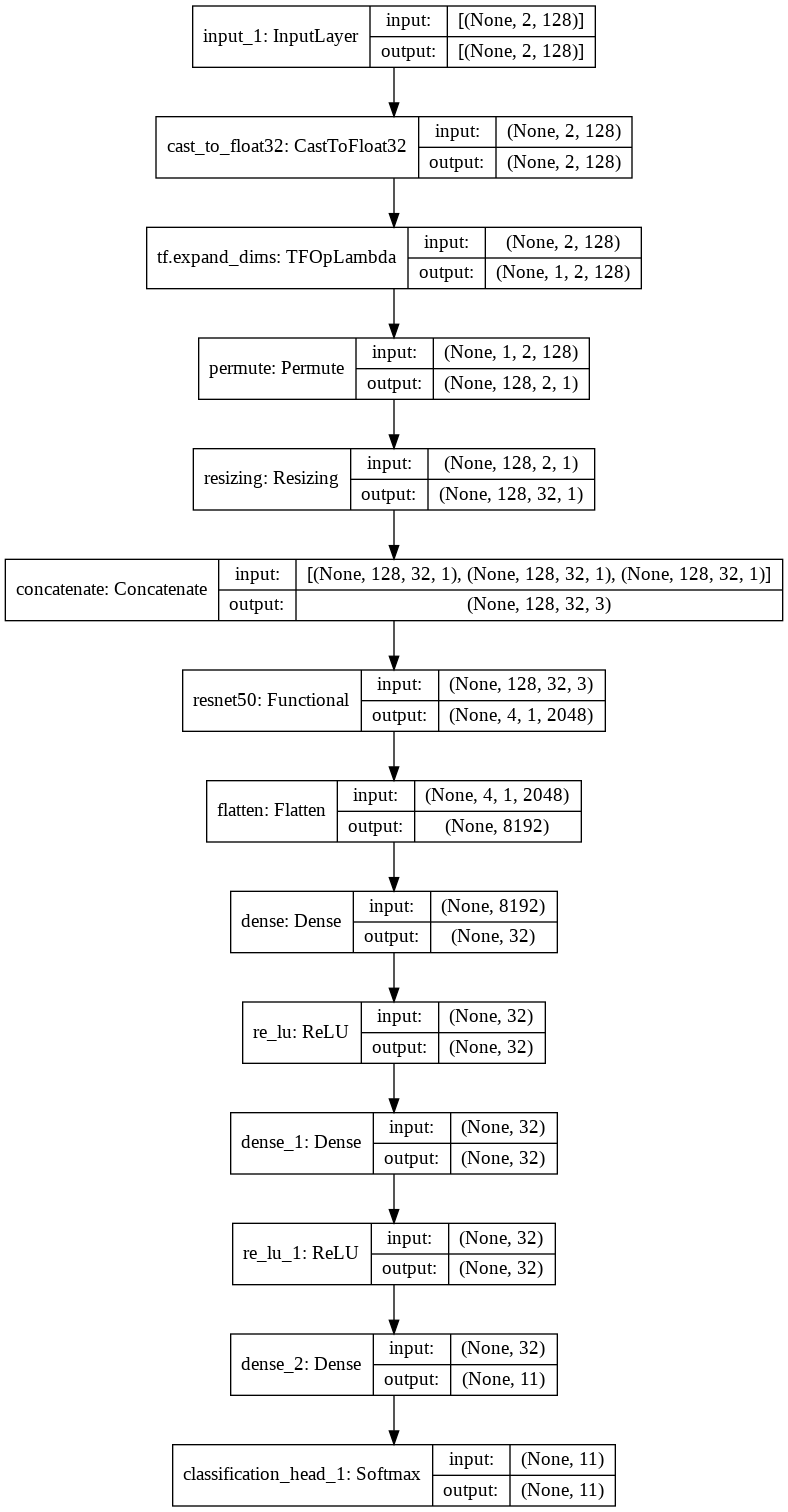 input_1: InputLayer
input: [(None, 2, 128)]
output: [(None, 2, 128)]
cast_to_float32: CastToFloat32
input: (None, 2, 128)
output: (None, 2, 128)
tf.expand_dims: TFOpLambda
input: (None, 2, 128)
output: (None, 1, 2, 128)
permute: Permute
input: (None, 1, 2, 128)
output: (None, 128, 2, 1)
resizing: Resizing
input: (None, 128, 2, 1)
output: (None, 128, 32, 1)
concatenate: Concatenate
input: [(None, 128, 32, 1), (None, 128, 32, 1), (None, 128, 32, 1)]
output: (None, 128, 32, 3)
resnet50: Functional
input: (None, 128, 32, 3)
output: (None, 4, 1, 2048)
flatten: Flatten
input: (None, 4, 1, 2048)
output: (None, 8192)
dense: Dense
input: (None, 8192)
output: (None, 32)
re_lu: ReLU
input: (None, 32)
output: (None, 32)
dense_1: Dense
input: (None, 32)
output: (None, 32)
re_lu_1: ReLU
input: (None, 32)
output: (None, 32)
dense_2: Dense
input: (None, 32)
output: (None, 11)
classification_head_1: Softmax
input: (None, 11)
output: (None, 11)